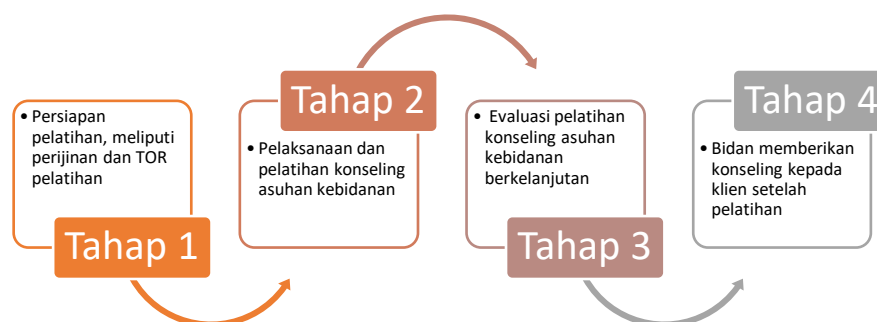 • Persiapan
pelatihan, meliputi
perijinan dan TOR
pelatihan
Tahap 1
Tahap 2
• Pelaksanaan dan
pelatihan konseling
asuhan kebidanan
• Evaluasi pelatihan
konseling asuhan
kebidanan
berkelanjutan
Tahap 3
Tahap 4
• Bidan memberikan
konseling kepada
klien setelah
pelatihan